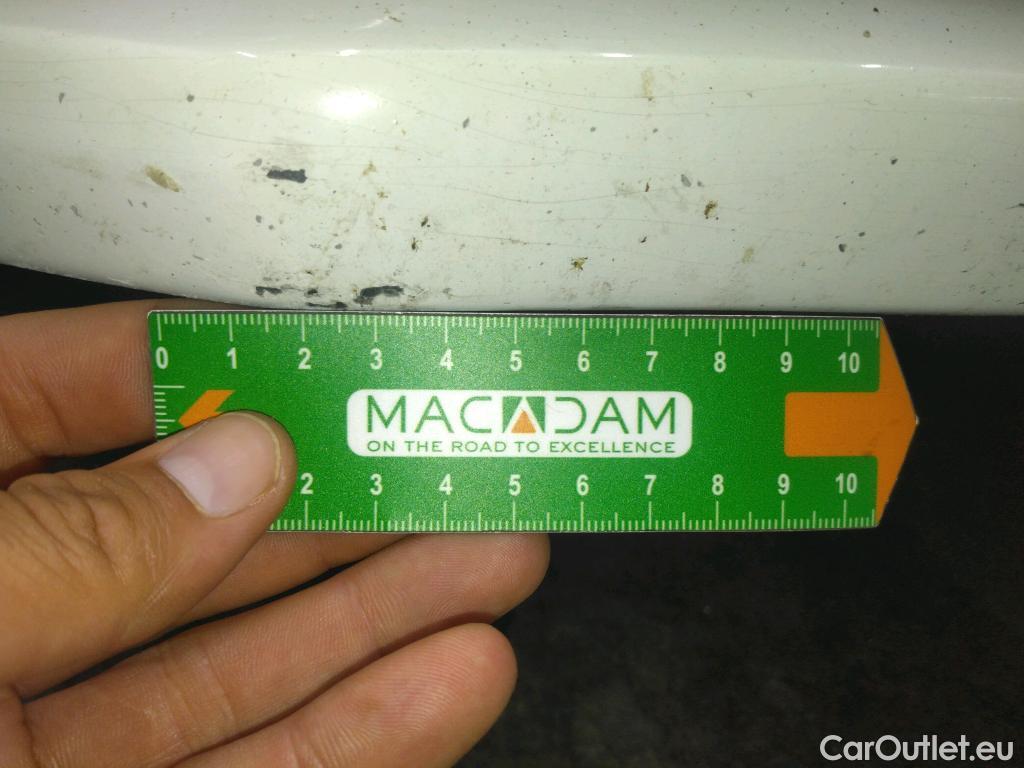 0 1 2 3 4 5 6 7 8 9 10
MACADAM
ON THE ROAD TO EXCELLENCE
2 3 4 5 6 7 8 9 10
CarOutlet.eu